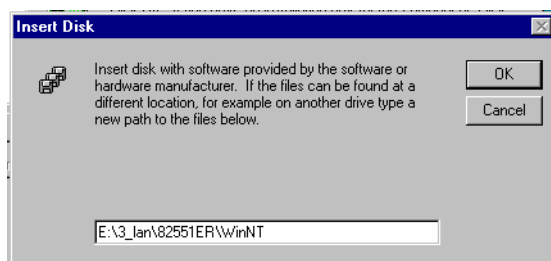 Insert Disk
Insert disk with software provided by the software or
hardware manufacturer. If the files can be found at a
different location, for example on another drive type a
new path to the files below.
OK
Cancel
E:\3_lan\82551ER\WinNT